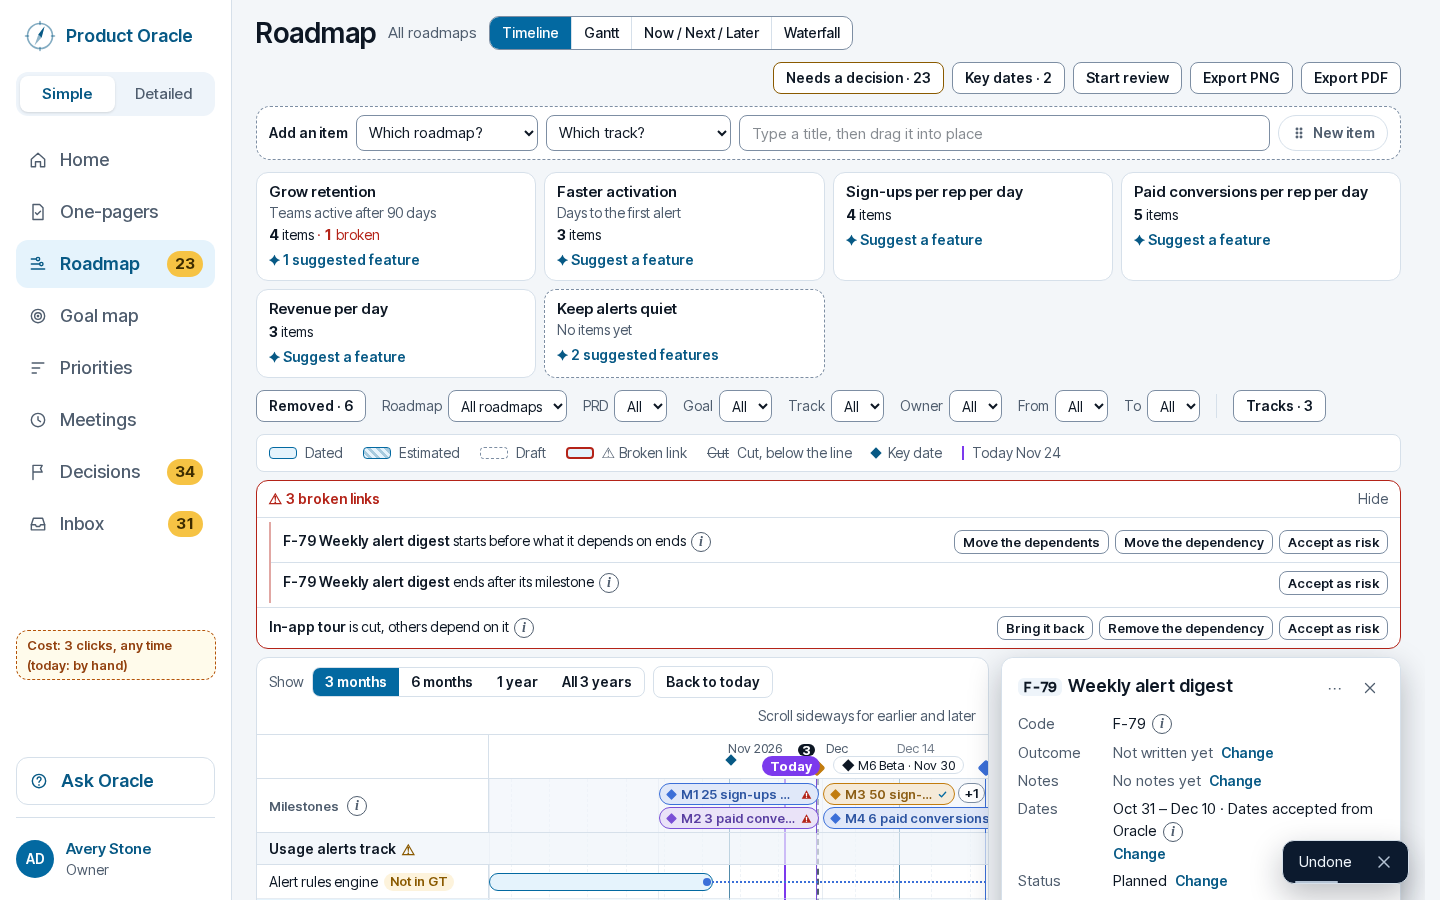 Product Oracle
Simple
Detailed
Home
One-pagers
Roadmap 23
Goal map
Priorities
Meetings
Decisions 34
Inbox 31
Cost: 3 clicks, any time
(today: by hand)
Ask Oracle
AD
Avery Stone
Owner
Roadmap All roadmaps Timeline Gantt Now / Next / Later Waterfall
Needs a decision · 23 Key dates · 2 Start review Export PNG Export PDF
Add an item Which roadmap? Which track? Type a title, then drag it into place New item
Grow retention
Teams active after 90 days
4 items · 1 broken
1 suggested feature
Faster activation
Days to the first alert
3 items
Suggest a feature
Sign-ups per rep per day
4 items
Suggest a feature
Paid conversions per rep per day
5 items
Suggest a feature
Revenue per day
3 items
Suggest a feature
Keep alerts quiet
No items yet
2 suggested features
Removed · 6 Roadmap All roadmaps PRD All Goal All Track All Owner All From All To All Tracks · 3
Dated Estimated Draft ⚠ Broken link Cut Cut, below the line Key date Today Nov 24
⚠ 3 broken links Hide
F-79 Weekly alert digest starts before what it depends on ends i Move the dependents Move the dependency Accept as risk
F-79 Weekly alert digest ends after its milestone i Accept as risk
In-app tour is cut, others depend on it i Bring it back Remove the dependency Accept as risk
Show 3 months 6 months 1 year All 3 years Back to today
Scroll sideways for earlier and later
Nov 2026 3 Dec Dec 14
Today M6 Beta · Nov 30
Milestones i
M1 25 sign-ups ... M3 50 sign-... +1
M2 3 paid conve... M4 6 paid conversions
Usage alerts track ⚠
Alert rules engine Not in GT
F-79 Weekly alert digest ...
Code F-79 i
Outcome Not written yet Change
Notes No notes yet Change
Dates Oct 31 – Dec 10 · Dates accepted from
Oracle i
Change
Status Planned Change
Undone